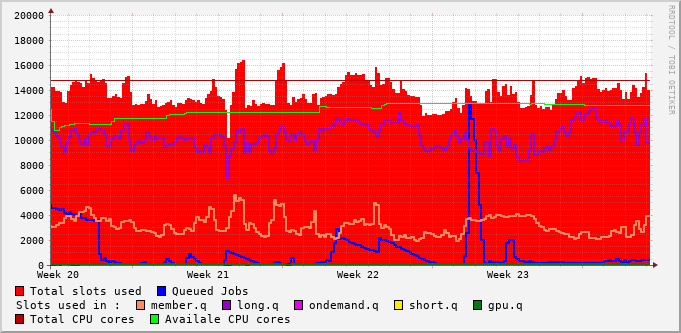 20000
18000
16000
14000
12000
10000
8000
6000
4000
2000
0
Week 20 Week 21 Week 22 Week 23
RRDTOOL / TOBI OETIKER
Total slots used Queued Jobs
Slots used in : member.q long.q ondemand.q short.q gpu.q
Total CPU cores Availale CPU cores